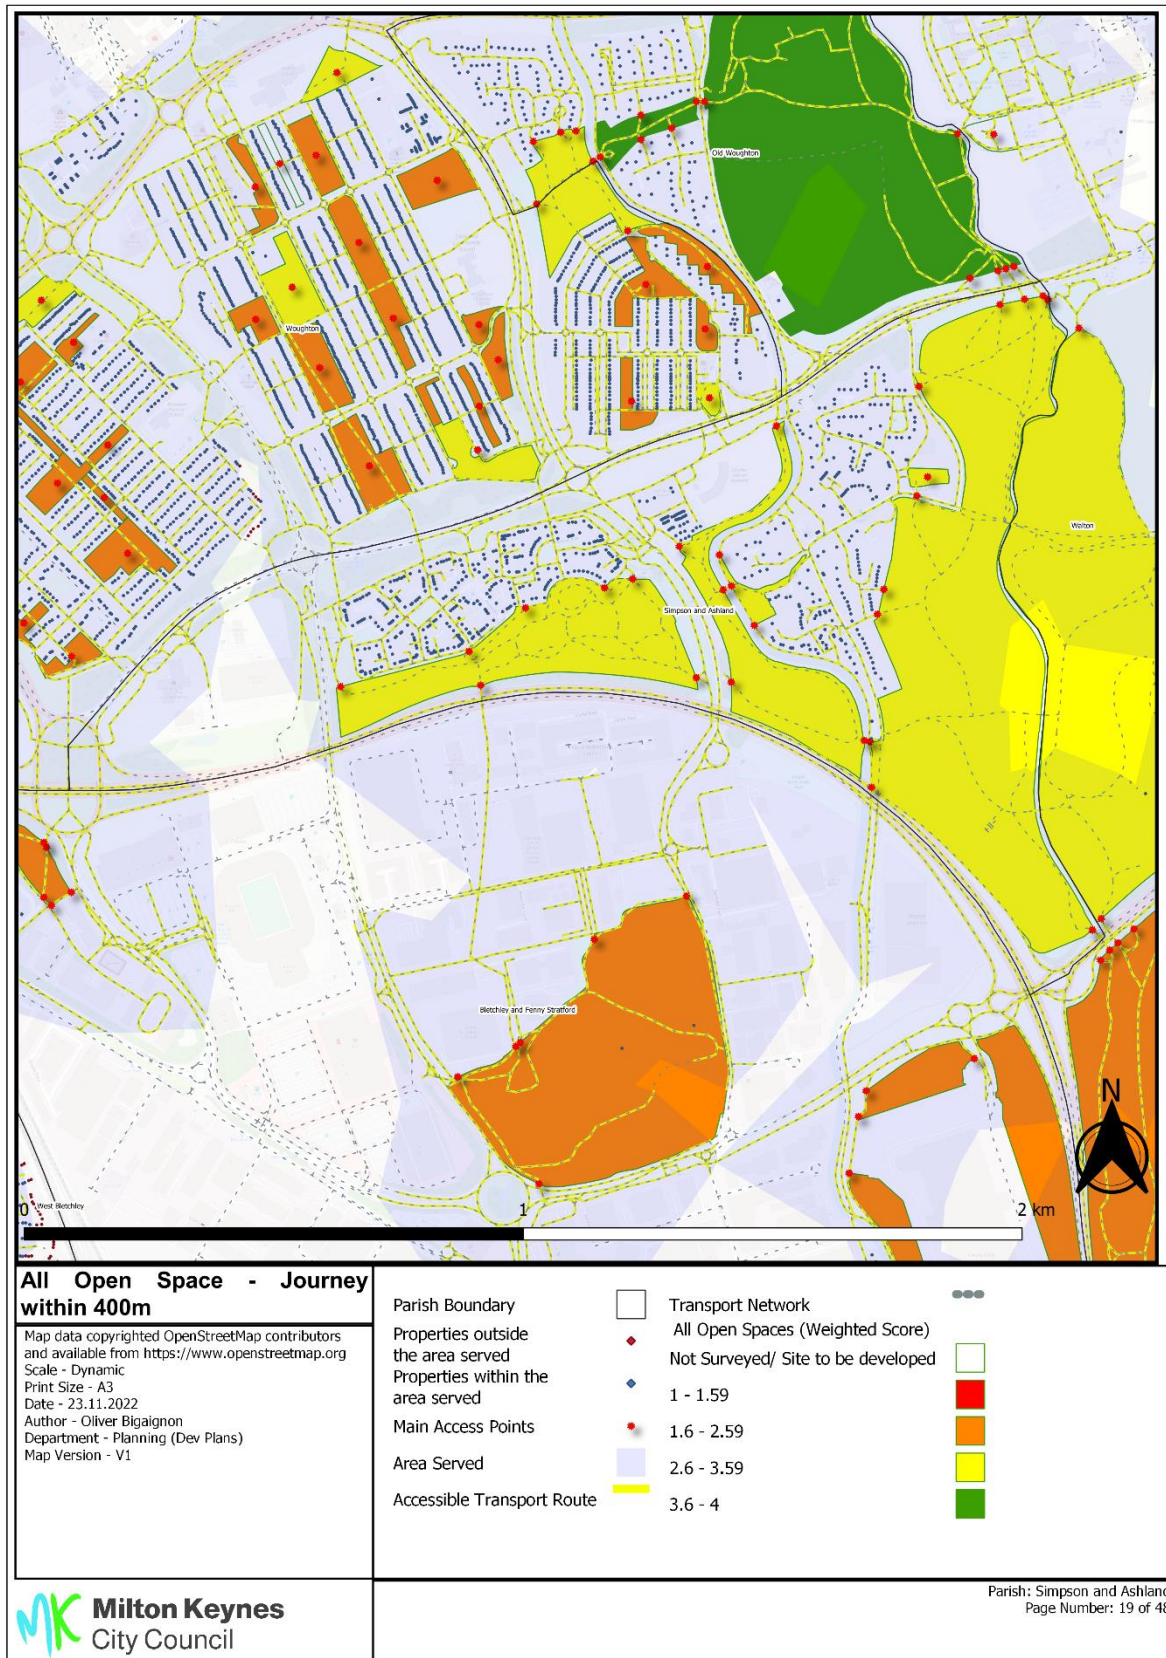 Old Woughton
Woughton
Walton
Simpson and Ashland
Bletchley and Fenny Stratford
N
West Bletchley
0
1
2 km
All Open Space - Journey
within 400m
Map data copyrighted OpenStreetMap contributors
and available from https://www.openstreetmap.org
Scale - Dynamic
Print Size - A3
Date - 23.11.2022
Author - Oliver Bigaignon
Department - Planning (Dev Plans)
Map Version - V1
Parish Boundary
Properties outside
the area served
Properties within the
area served
Main Access Points
Area Served
Accessible Transport Route
Transport Network
All Open Spaces (Weighted Score)
Not Surveyed/ Site to be developed
1 - 1.59
1.6 - 2.59
2.6 - 3.59
3.6 - 4
MK Milton Keynes
City Council
Parish: Simpson and Ashland
Page Number: 19 of 48